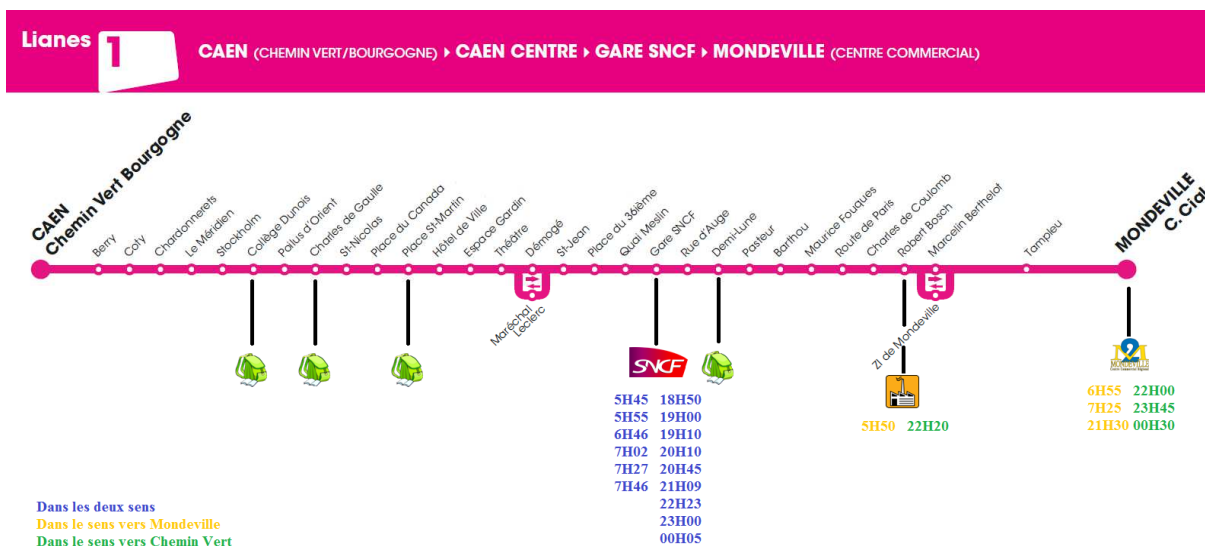 Lianes 1
CAEN (CHEMIN VERT/BOURGOGNE) › CAEN CENTRE › GARE SNCF › MONDEVILLE (CENTRE COMMERCIAL)
CAEN
Chemin Vert Bourgogne
Berry
Coty
Chardonnerets
Le Méridien
Stockholm
Collège Dunois
Palus d'Orient
Charles de Gaulle
St-Nicolas
Place du Canada
Place St-Martin
Hôtel de Ville
Espace Gardin
Théâtre
Démogé
Maréchal
Leclerc
St-Jean
Place du 36ième
Quai Meslin
Gare SNCF
Rue d'Auge
Demi-Lune
Pasteur
Barthou
Maurice Fouques
Route de Paris
Charles de Coulomb
Robert Bosch
Marcelin Berthelot
ZI de Mondeville
Tampleu
MONDEVILLE
C. Cial
SNCF
5H45 18H50
5H55 19H00
6H46 19H10
7H02 20H10
7H27 20H45
7H46 21H09
22H23
23H00
00H05
5H50 22H20
2
MONDEVILLE
6H55 22H00
7H25 23H45
21H30 00H30
Dans les deux sens
Dans le sens vers Mondeville
Dans le sens vers Chemin Vert